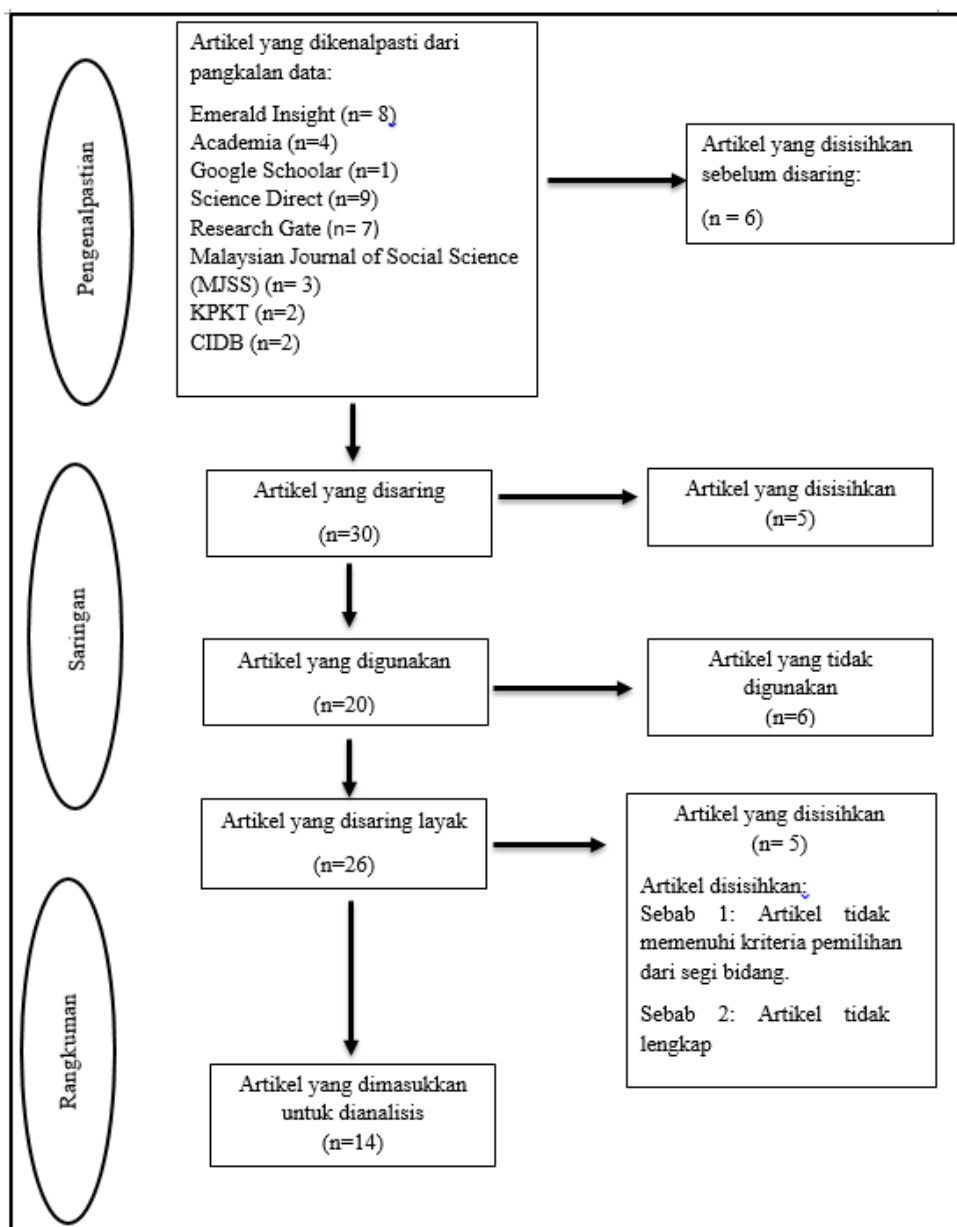 Pengenalpastian
Artikel yang dikenalpasti dari
pangkalan data:
Emerald Insight (n= 8)
Academia (n=4)
Google Schoolar (n=1)
Science Direct (n=9)
Research Gate (n= 7)
Malaysian Journal of Social Science
(MJSS) (n= 3)
KPKT (n=2)
CIDB (n=2)
Artikel yang disisihkan
sebelum disaring:
(n = 6)
Saringan
Artikel yang disaring
(n=30)
Artikel yang disisihkan
(n=5)
Artikel yang digunakan
(n=20)
Artikel yang tidak
digunakan
(n=6)
Artikel yang disaring layak
(n=26)
Artikel yang disisihkan
(n= 5)
Artikel disisihkan:
Sebab 1: Artikel tidak
memenuhi kriteria pemilihan
dari segi bidang.
Sebab 2: Artikel tidak
lengkap
Rangkuman
Artikel yang dimasukkan
untuk dianalisis
(n=14)